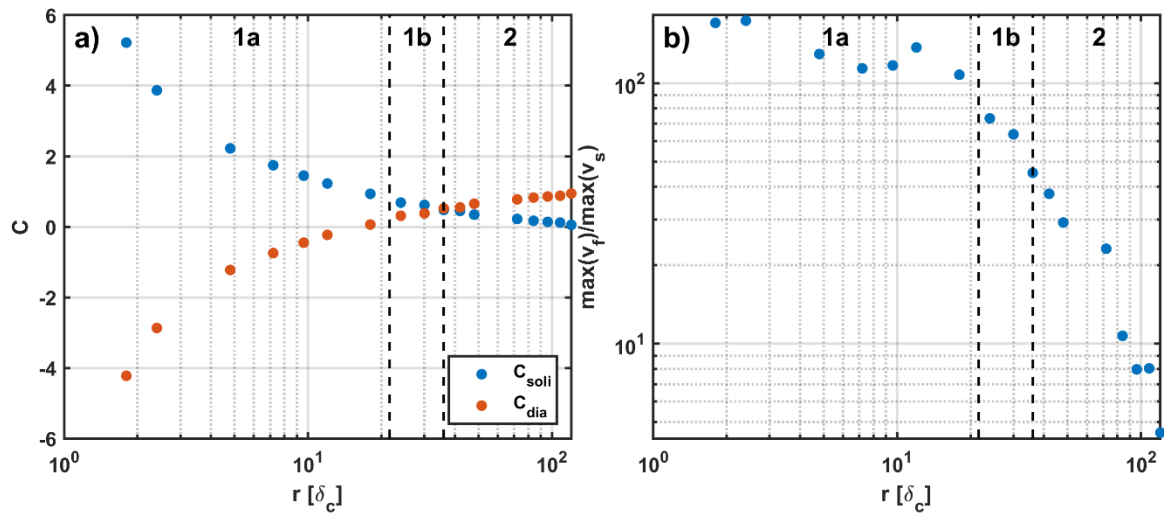 a) 1a 1b 2
6
4
2
0
-2
-4
-6
C
C_soli
C_dia
10^0 10^1 10^2
r [δ_c]
b) 1a 1b 2
10^2
10^1
max(v_f)/max(v_s)
10^0 10^1 10^2
r [δ_c]